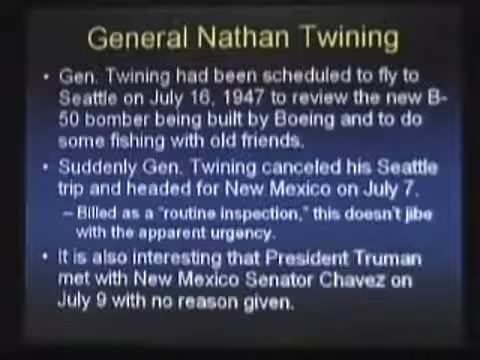 General Nathan Twining
• Gen. Twining had been scheduled to fly to
Seattle on July 16, 1947 to review the new B-
50 bomber being built by Boeing and to do
some fishing with old friends.
• Suddenly Gen. Twining canceled his Seattle
trip and headed for New Mexico on July 7.
– Billed as a "routine inspection," this doesn't jibe
with the apparent urgency.
• It is also interesting that President Truman
met with New Mexico Senator Chavez on
July 9 with no reason given.